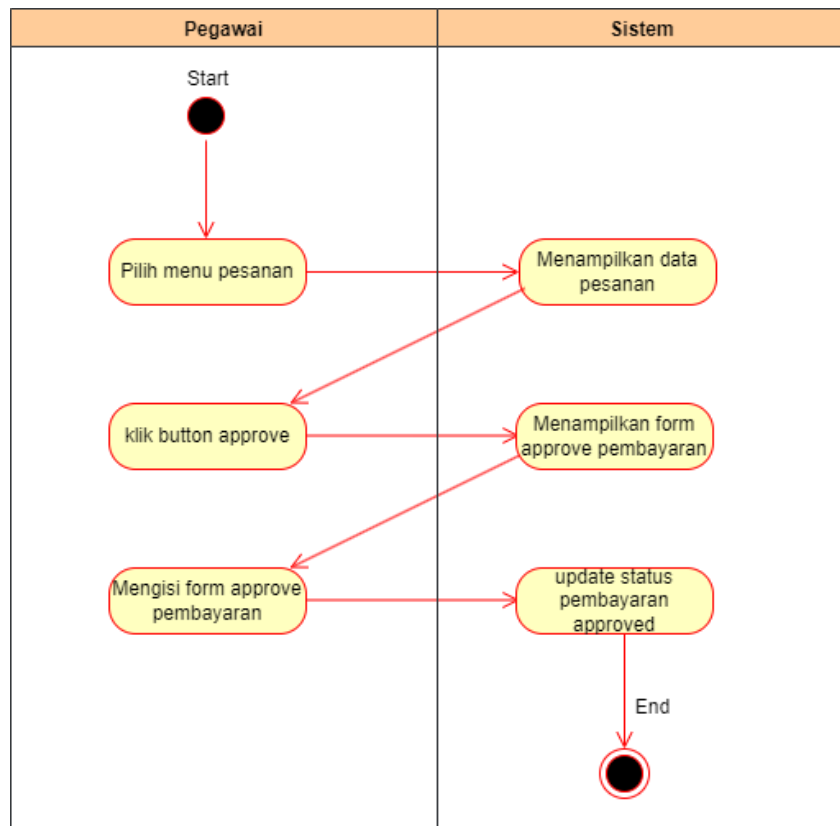 Pegawai
Sistem
Start
Pilih menu pesanan
Menampilkan data
pesanan
klik button approve
Menampilkan form
approve pembayaran
Mengisi form approve
pembayaran
update status
pembayaran
approved
End